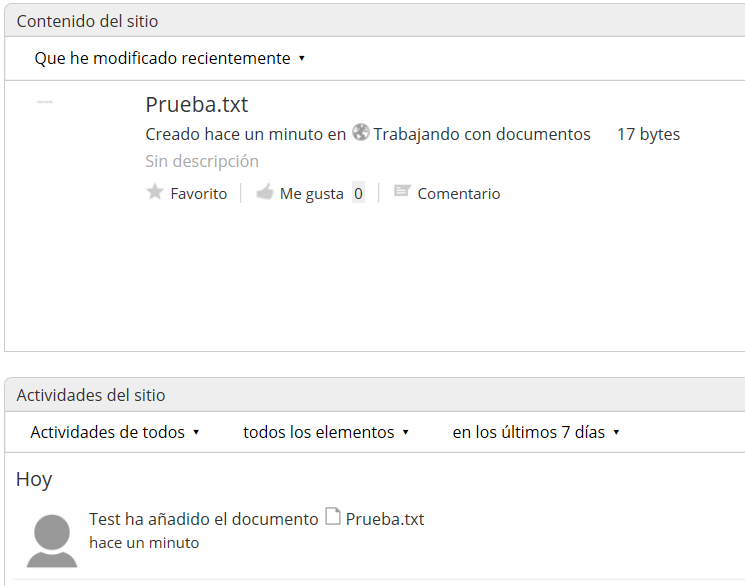 Contenido del sitio
Que he modificado recientemente
Prueba.txt
Creado hace un minuto en Trabajando con documentos 17 bytes
Sin descripción
Favorito Me gusta 0 Comentario
Actividades del sitio
Actividades de todos todos los elementos en los últimos 7 días
Hoy
Test ha añadido el documento Prueba.txt
hace un minuto